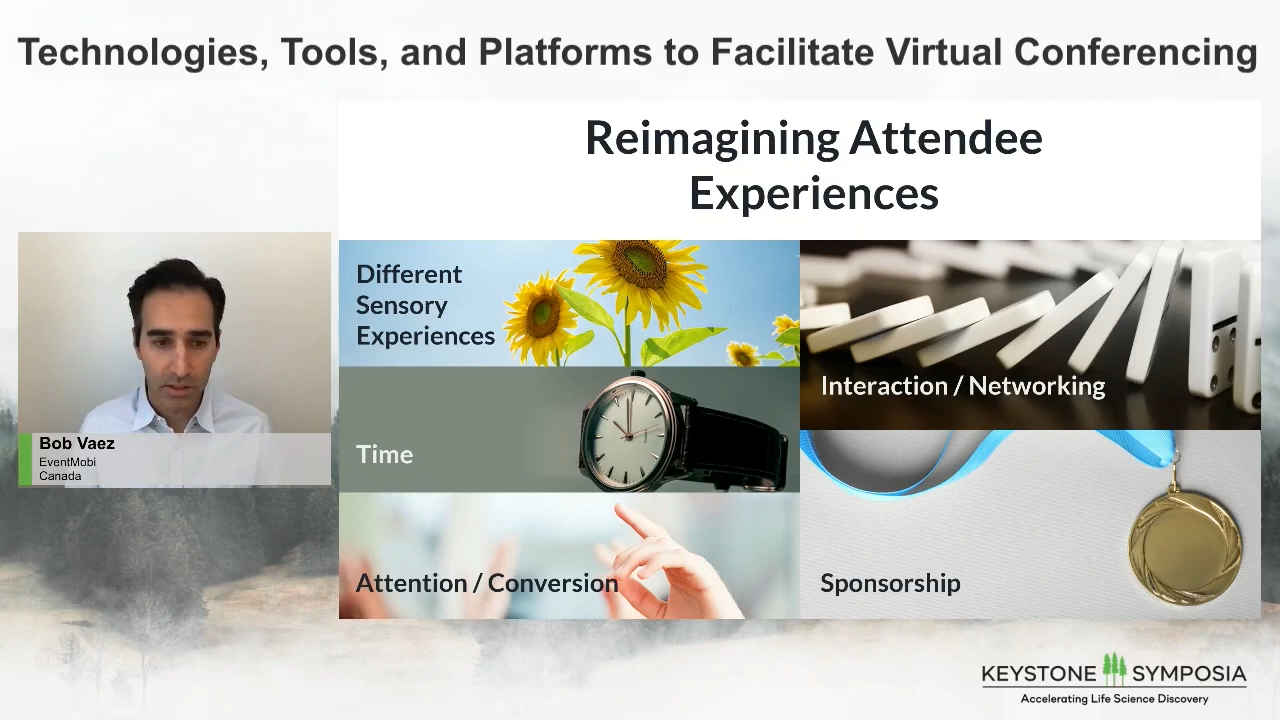 Technologies, Tools, and Platforms to Facilitate Virtual Conferencing
Reimagining Attendee
Experiences
Different
Sensory
Experiences
Interaction / Networking
Time
Attention / Conversion
Sponsorship
Bob Vaez
EventMobi
Canada
KEYSTONE SYMPOSIA
Accelerating Life Science Discovery